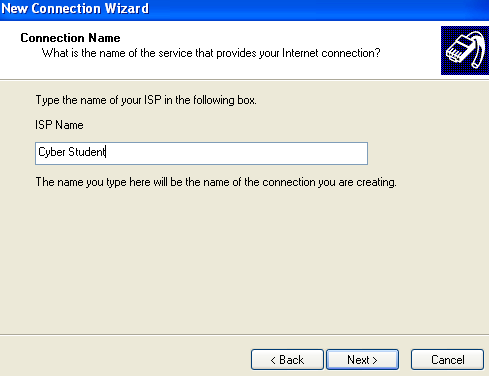 New Connection Wizard
Connection Name
What is the name of the service that provides your Internet connection?
Type the name of your ISP in the following box.
ISP Name
Cyber Student
The name you type here will be the name of the connection you are creating.
< Back
Next >
Cancel